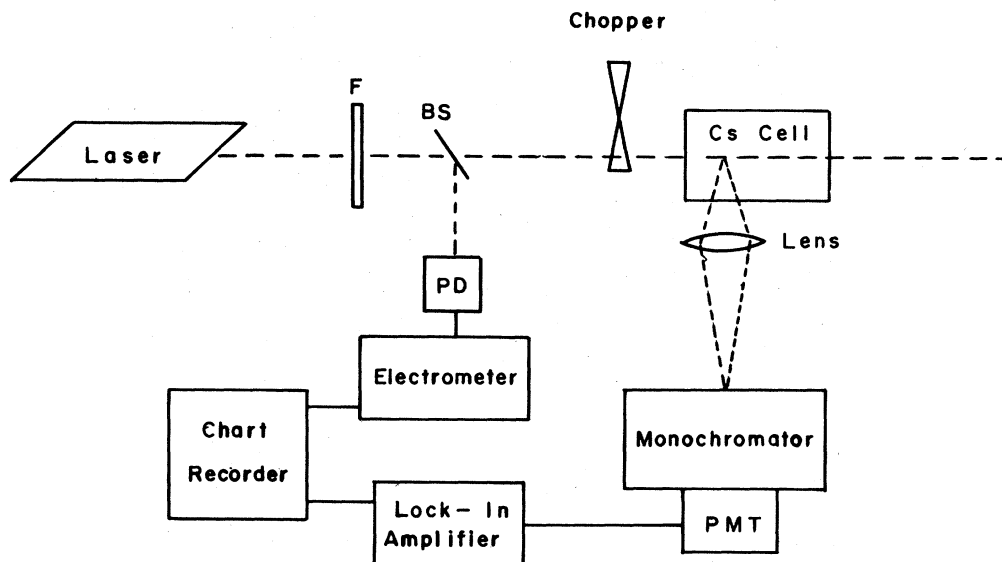 Chopper
F
BS
Laser
Cs Cell
Lens
PD
Electrometer
Chart
Recorder
Monochromator
Lock-In
Amplifier
PMT